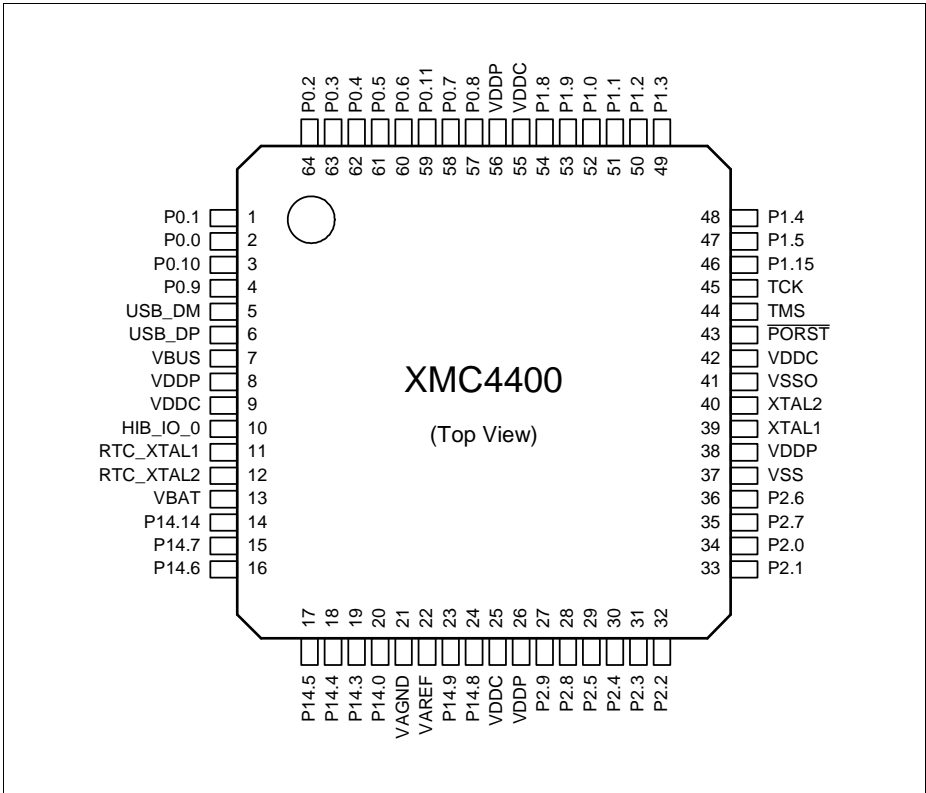 P0.2 P0.3 P0.4 P0.5 P0.6 P0.11 P0.7 P0.8 VDDP VDDC P1.8 P1.9 P1.0 P1.1 P1.2 P1.3
64 63 62 61 60 59 58 57 56 55 54 53 52 51 50 49
P0.1 1 48 P1.4
P0.0 2 47 P1.5
P0.10 3 46 P1.15
P0.9 4 45 TCK
USB_DM 5 44 TMS
USB_DP 6 43 PORST
VBUS 7 42 VDDC
VDDP 8 41 VSSO
XMC4400
VDDC 9 40 XTAL2
HIB_IO_0 10 39 XTAL1
(Top View)
RTC_XTAL1 11 38 VDDP
RTC_XTAL2 12 37 VSS
VBAT 13 36 P2.6
P14.14 14 35 P2.7
P14.7 15 34 P2.0
P14.6 16 33 P2.1
17 18 19 20 21 22 23 24 25 26 27 28 29 30 31 32
P14.5 P14.4 P14.3 P14.0 VAGND VAREF P14.9 P14.8 VDDC VDDP P2.9 P2.8 P2.5 P2.4 P2.3 P2.2